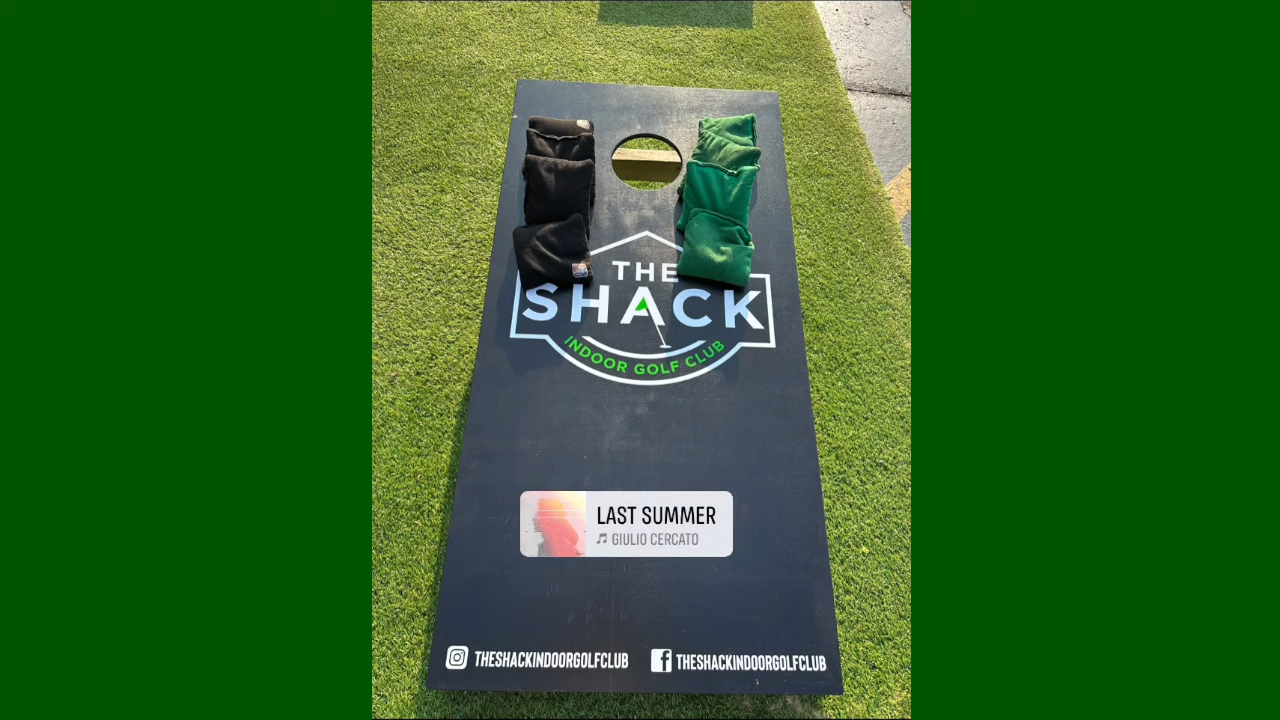 THE
SHACK
INDOOR GOLF CLUB
LAST SUMMER
GIULIO CERCATO
THESHACKINDOORGOLFCLUB
THESHACKINDOORGOLFCLUB